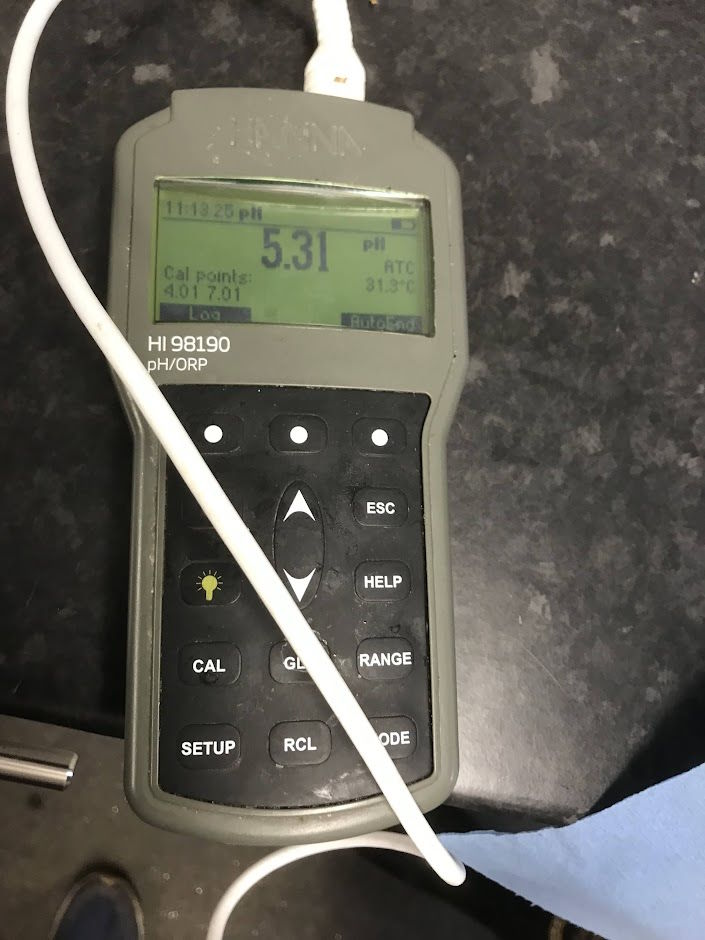 HANNA
11:13:25 pH
5.31 pH
ATC
Cal points:
31.3°C
4.01 7.01
Log AutoEnd
HI 98190
pH/ORP
ESC
HELP
CAL RANGE
SETUP RCL